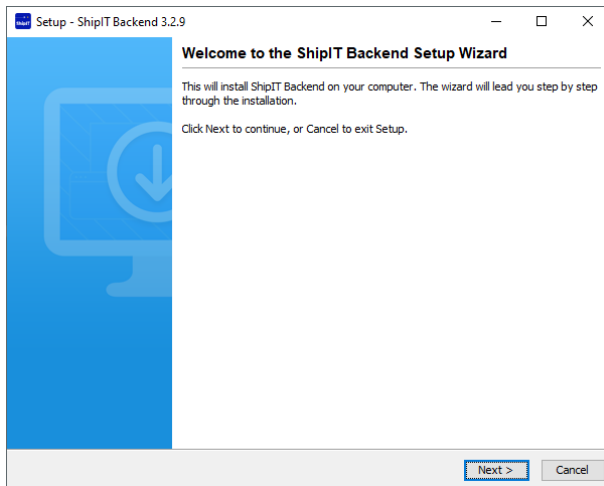 Setup - ShipIT Backend 3.2.9
Welcome to the ShipIT Backend Setup Wizard
This will install ShipIT Backend on your computer. The wizard will lead you step by step
through the installation.
Click Next to continue, or Cancel to exit Setup.
Next >
Cancel